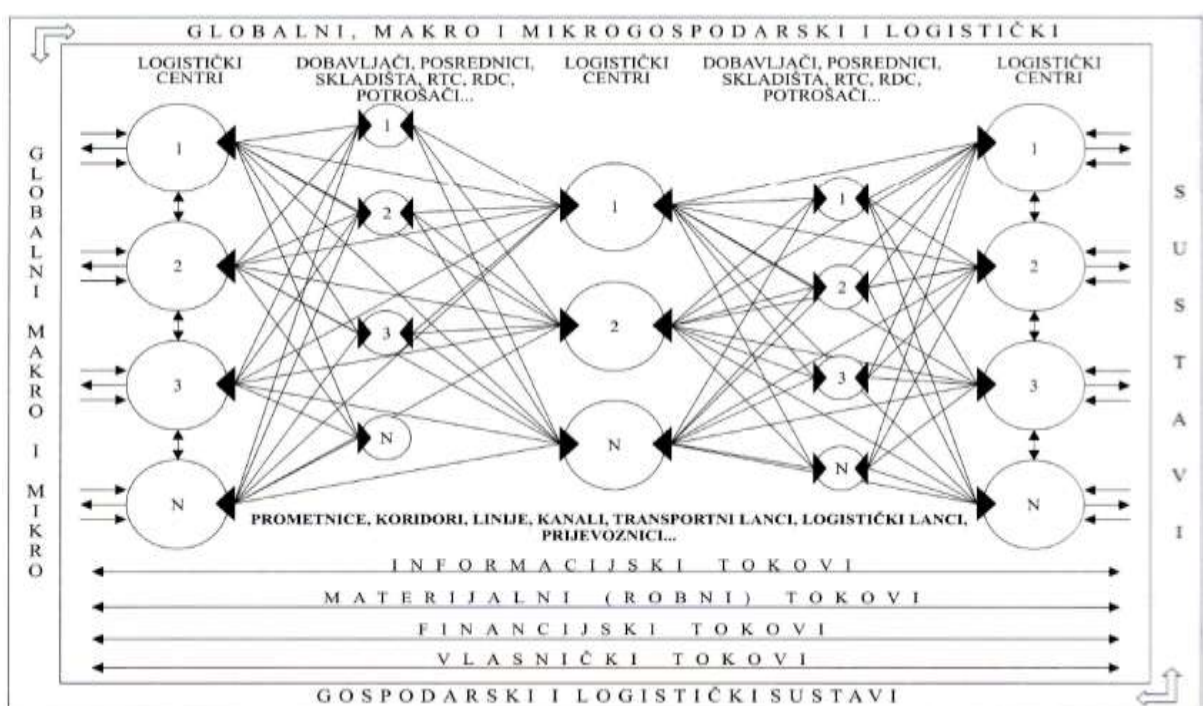 GLOBALNI, MAKRO I MIKROGOSPODARSKI I LOGISTIČKI
LOGISTIČKI
CENTRI
DOBAVLJAČI, POSREDNICI,
SKLADIŠTA, RTC, RDC,
POTROŠAČI...
LOGISTIČKI
CENTRI
DOBAVLJAČI, POSREDNICI,
SKLADIŠTA, RTC, RDC,
POTROŠAČI...
LOGISTIČKI
CENTRI
GLOBALNI MAKRO I MIKRO
1
2
3
N
1
2
3
N
1
2
N
1
2
3
N
1
2
3
N
SUSTAVI
PROMETNICE, KORIDORI, LINIJE, KANALI, TRANSPORTNI LANCI, LOGISTIČKI LANCI,
PRIJEVOZNICI...
INFORMACIJSKI TOKOVI
MATERIJALNI (ROBNI) TOKOVI
FINANCIJSKI TOKOVI
VLASNIČKI TOKOVI
GOSPODARSKI I LOGISTIČKI SUSTAVI